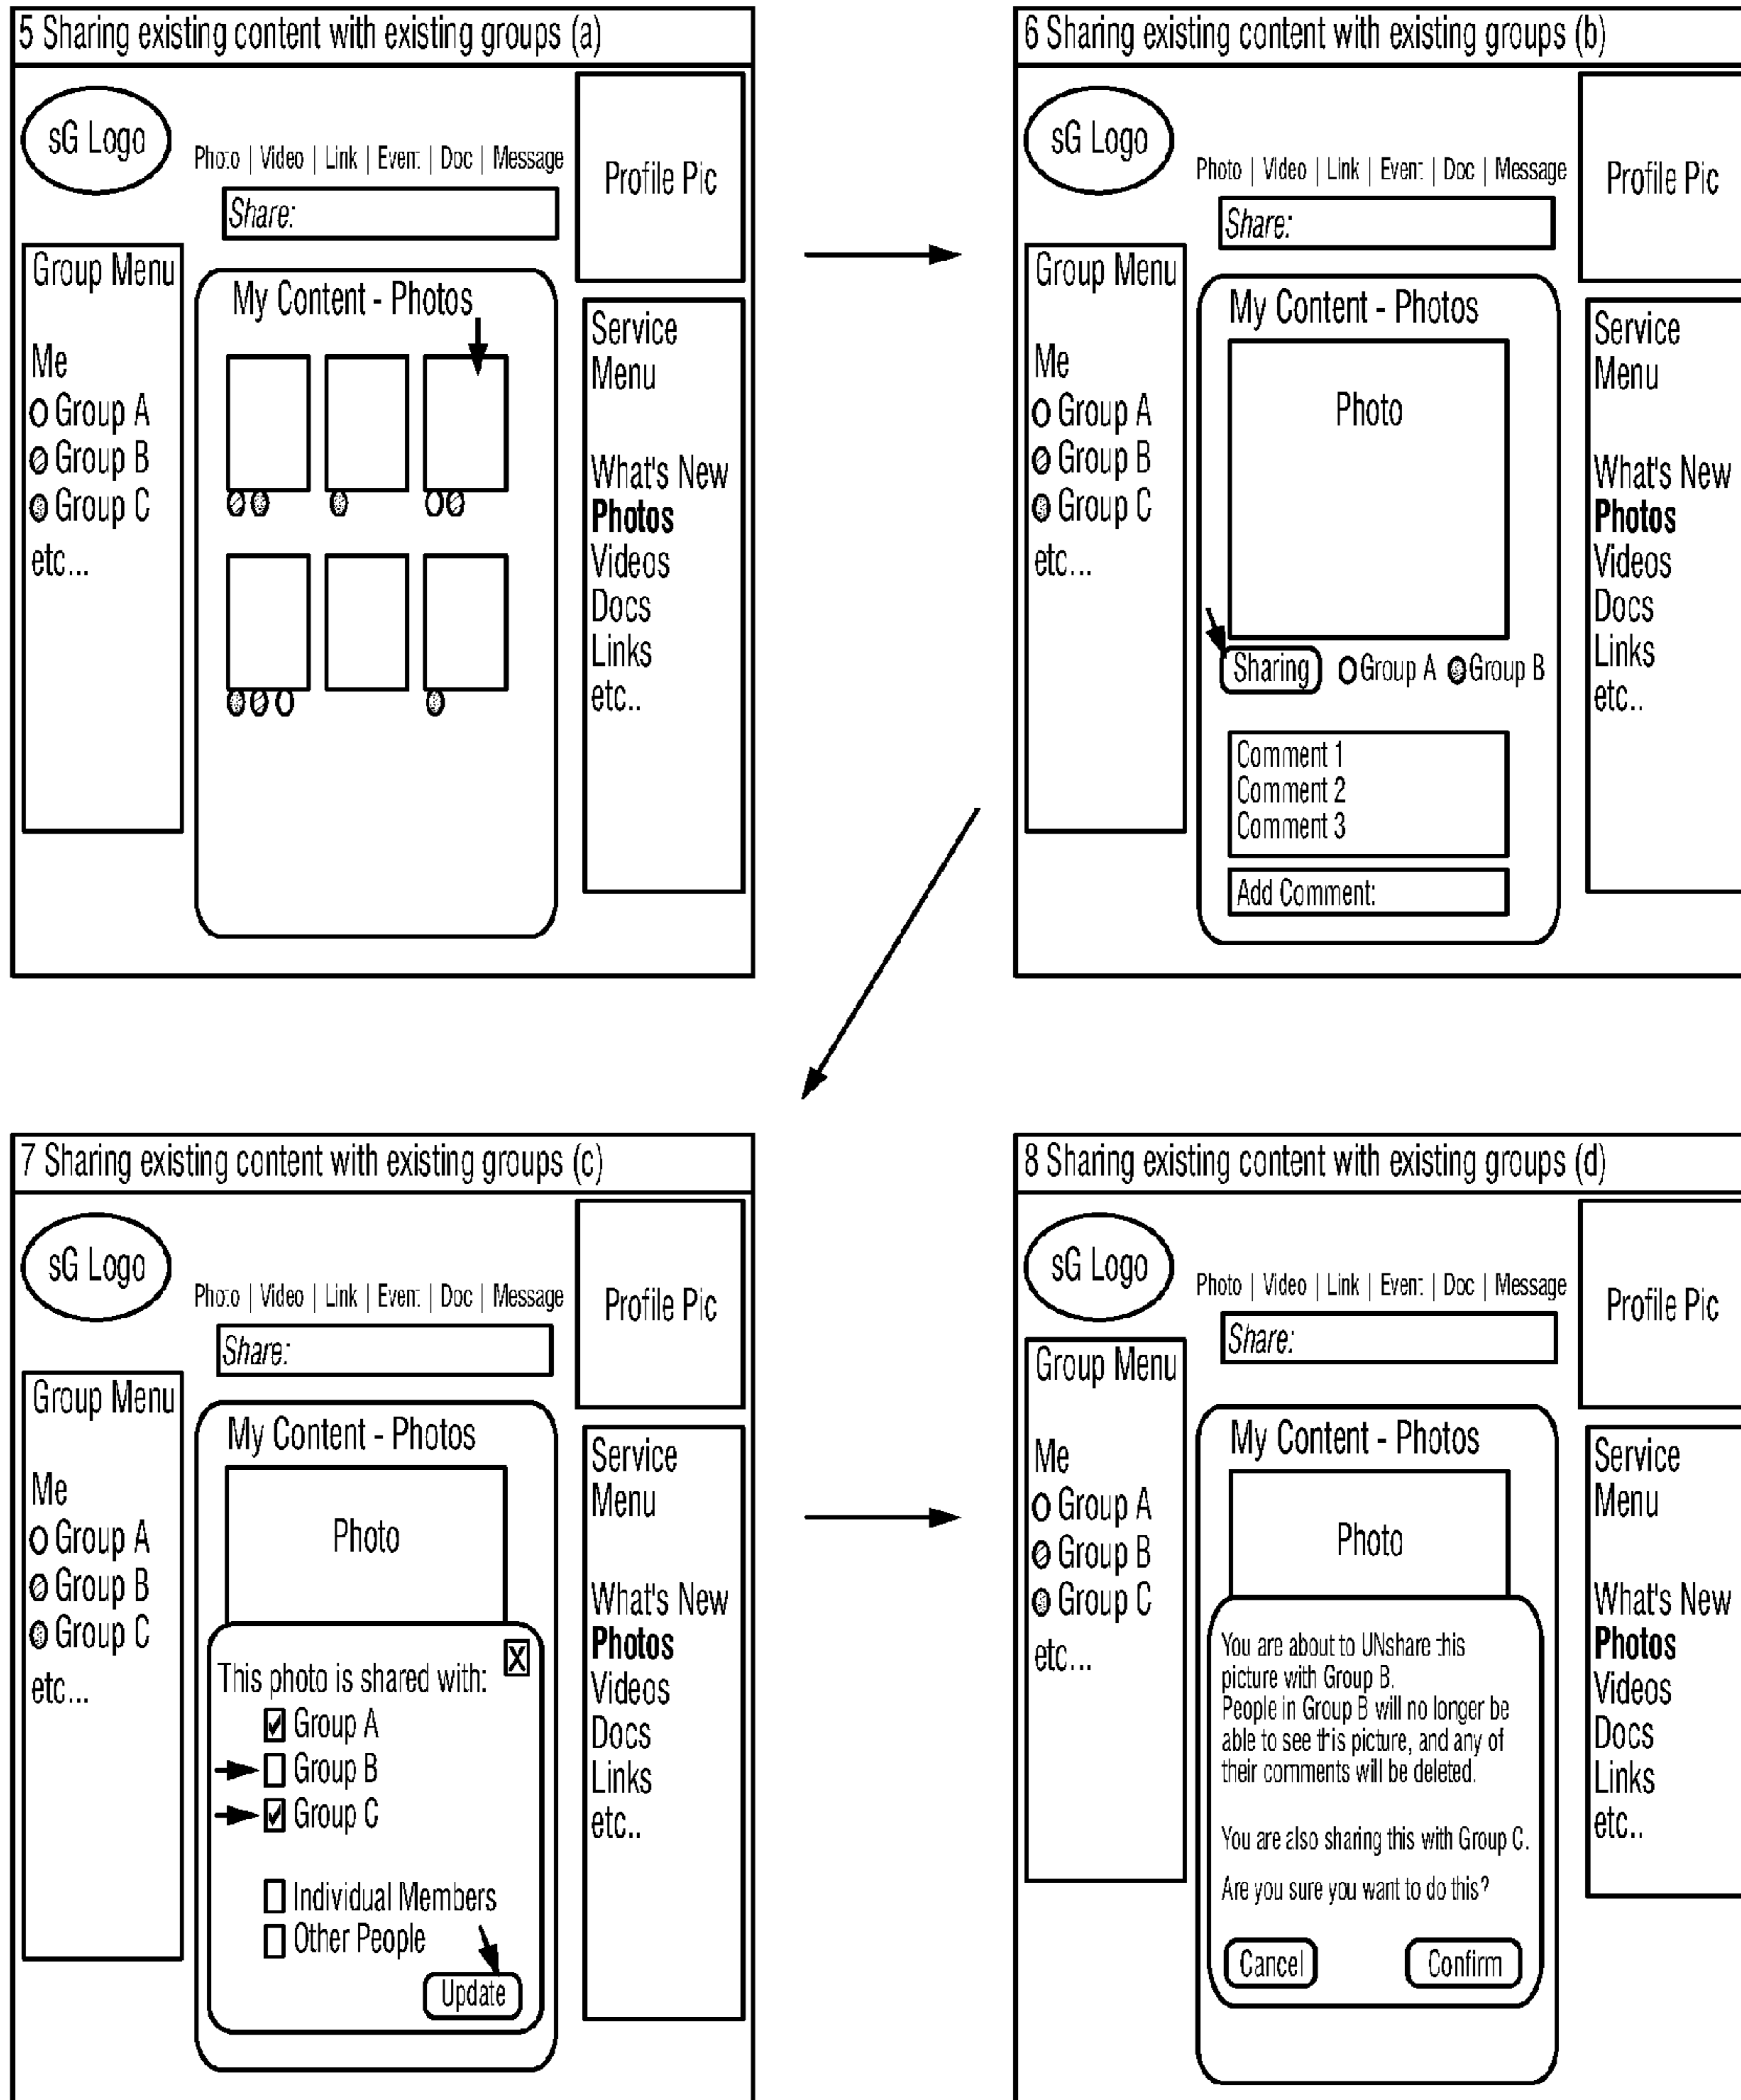 5 Sharing existing content with existing groups (a)
sG Logo
Photo | Video | Link | Event | Doc | Message
Share:
Profile Pic
Group Menu
Me
Group A
Group B
Group C
etc...
My Content - Photos
Service
Menu
What's New
Photos
Videos
Docs
Links
etc..
6 Sharing existing content with existing groups (b)
sG Logo
Photo | Video | Link | Event | Doc | Message
Share:
Profile Pic
Group Menu
Me
Group A
Group B
Group C
etc...
My Content - Photos
Photo
Sharing Group A Group B
Comment 1
Comment 2
Comment 3
Add Comment:
Service
Menu
What's New
Photos
Videos
Docs
Links
etc..
7 Sharing existing content with existing groups (c)
sG Logo
Photo | Video | Link | Event | Doc | Message
Share:
Profile Pic
Group Menu
Me
Group A
Group B
Group C
etc...
My Content - Photos
Photo
X
This photo is shared with:
Group A
Group B
Group C
Individual Members
Other People
Update
Service
Menu
What's New
Photos
Videos
Docs
Links
etc..
8 Sharing existing content with existing groups (d)
sG Logo
Photo | Video | Link | Event | Doc | Message
Share:
Profile Pic
Group Menu
Me
Group A
Group B
Group C
etc...
My Content - Photos
Photo
You are about to UNshare this
picture with Group B.
People in Group B will no longer be
able to see this picture, and any of
their comments will be deleted.
You are also sharing this with Group C.
Are you sure you want to do this?
Cancel Confirm
Service
Menu
What's New
Photos
Videos
Docs
Links
etc..